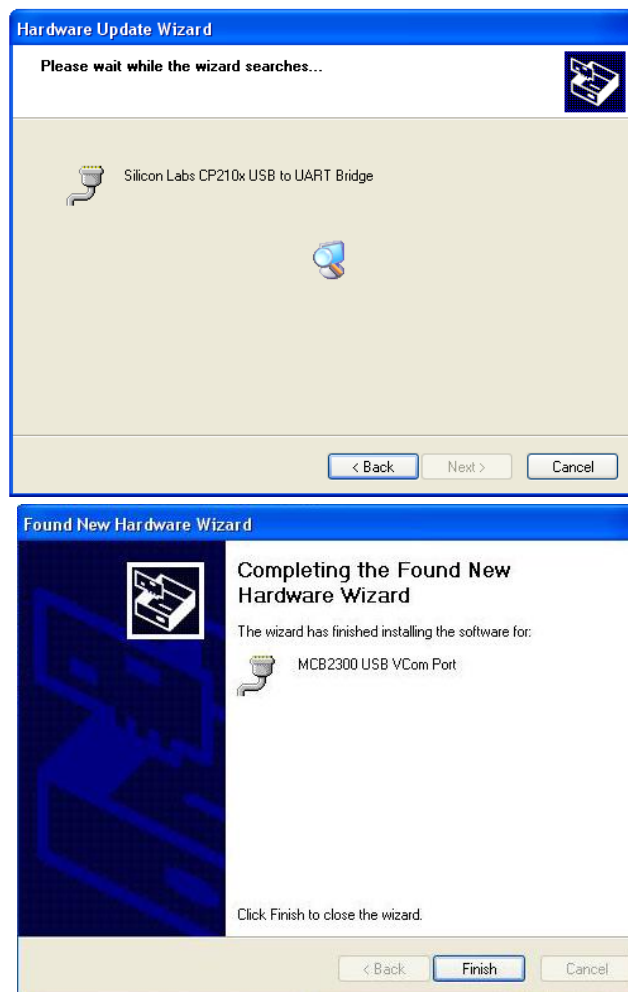 Hardware Update Wizard
Please wait while the wizard searches...
Silicon Labs CP210x USB to UART Bridge
< Back Next > Cancel
Found New Hardware Wizard
Completing the Found New
Hardware Wizard
The wizard has finished installing the software for:
MCB2300 USB VCom Port
Click Finish to close the wizard.
< Back Finish Cancel